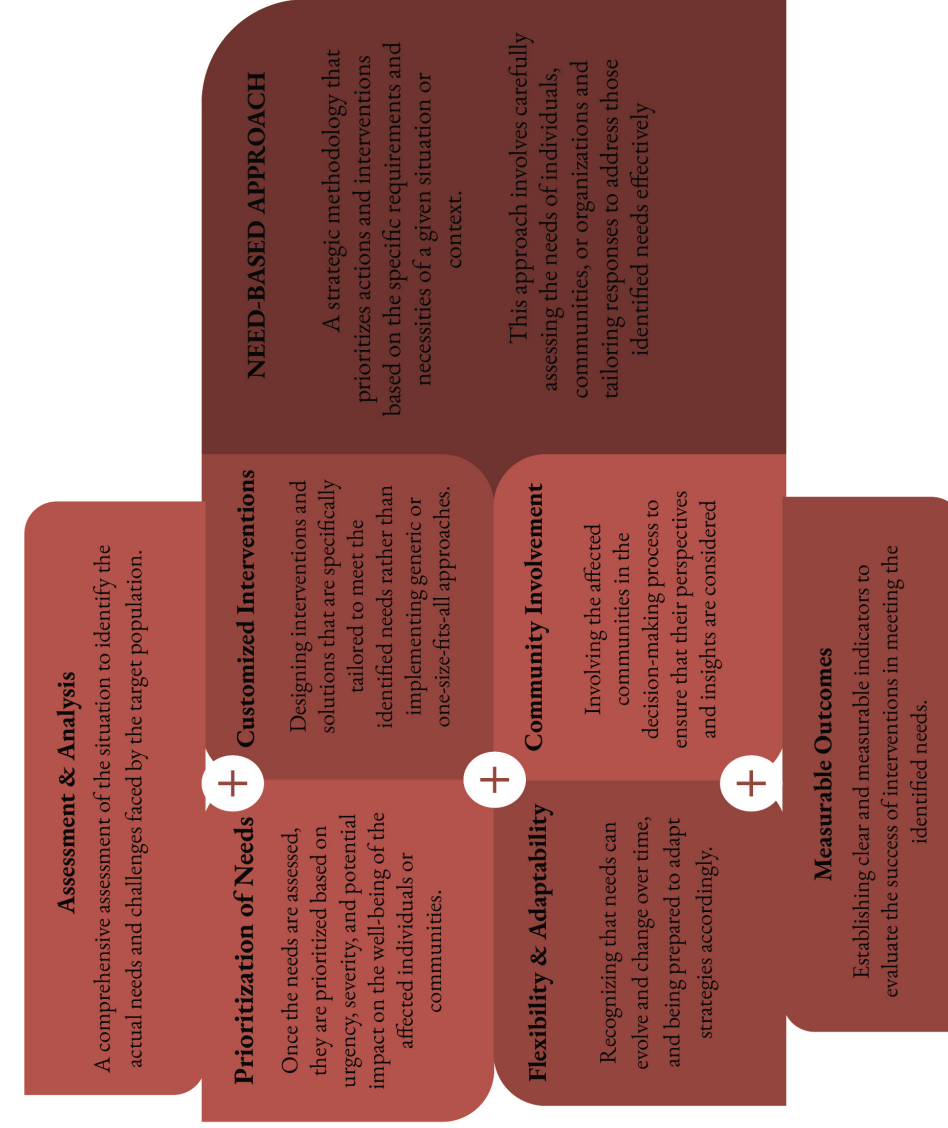 NEED-BASED APPROACH
A strategic methodology that
prioritizes actions and interventions
based on the specific requirements and
necessities of a given situation or
context.
This approach involves carefully
assessing the needs of individuals,
communities, or organizations and
tailoring responses to address those
identified needs effectively
Assessment & Analysis
A comprehensive assessment of the situation to identify the
actual needs and challenges faced by the target population.
Prioritization of Needs
Once the needs are assessed,
they are prioritized based on
urgency, severity, and potential
impact on the well-being of the
affected individuals or
communities.
+
Customized Interventions
Designing interventions and
solutions that are specifically
tailored to meet the
identified needs rather than
implementing generic or
one-size-fits-all approaches.
+
Flexibility & Adaptability
Recognizing that needs can
evolve and change over time,
and being prepared to adapt
strategies accordingly.
+
Community Involvement
Involving the affected
communities in the
decision-making process to
ensure that their perspectives
and insights are considered
Measurable Outcomes
Establishing clear and measurable indicators to
evaluate the success of interventions in meeting the
identified needs.